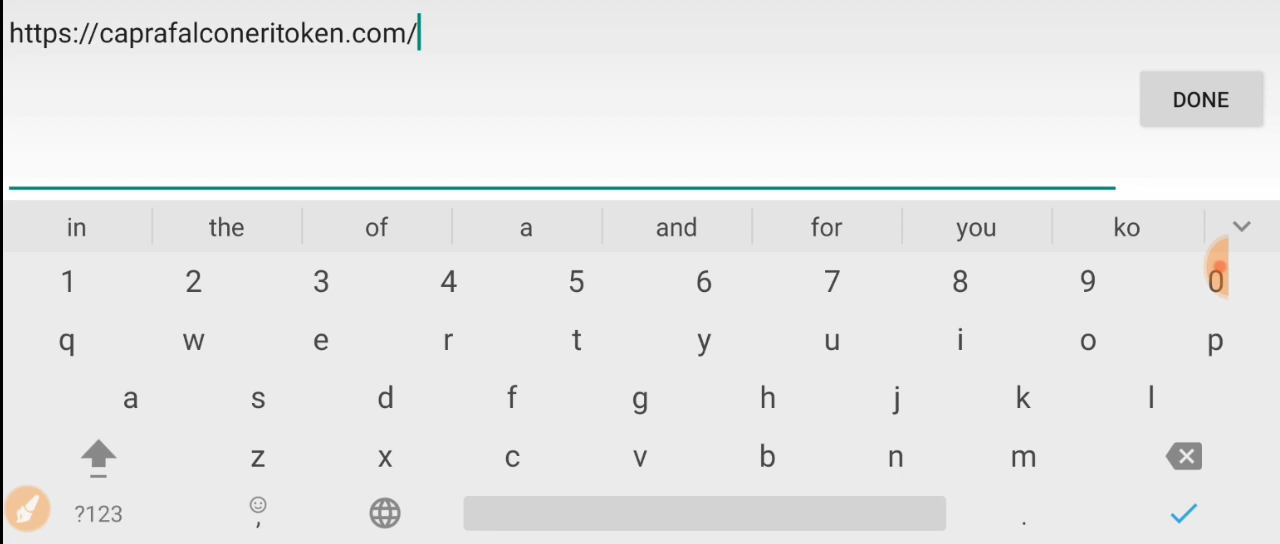 https://caprafalconeritoken.com/
DONE
in the of a and for you ko
1 2 3 4 5 6 7 8 9 0
q w e r t y u i o p
a s d f g h j k l
z x c v b n m
?123 , .